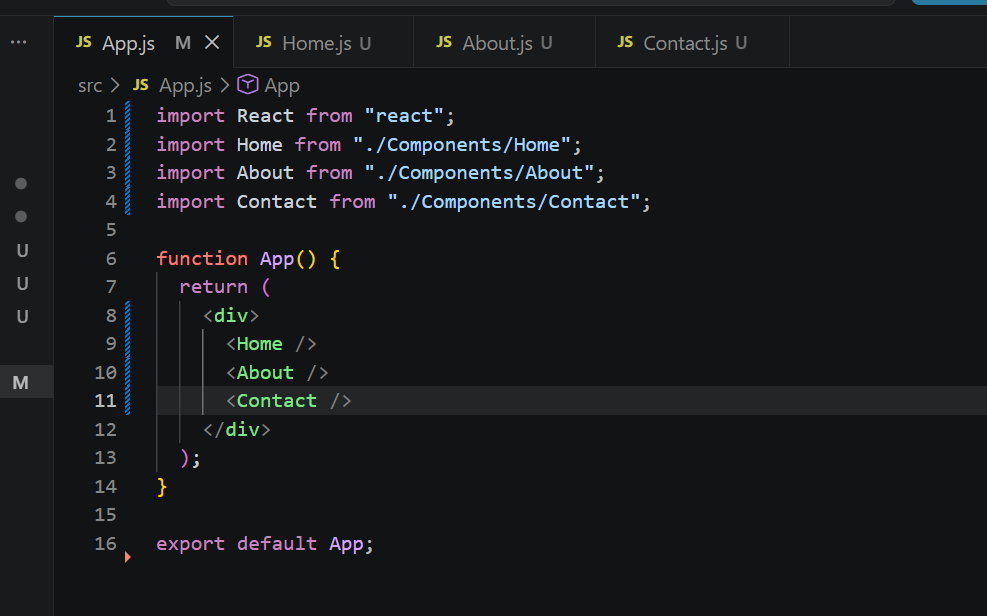 ...
JS App.js M JS Home.js U JS About.js U JS Contact.js U
src > JS App.js > App
1 import React from "react";
2 import Home from "./Components/Home";
3 import About from "./Components/About";
4 import Contact from "./Components/Contact";
5
6 function App() {
7   return (
8     <div>
9       <Home />
10       <About />
11       <Contact />
12     </div>
13   );
14 }
15
16 export default App;
U
U
U
M